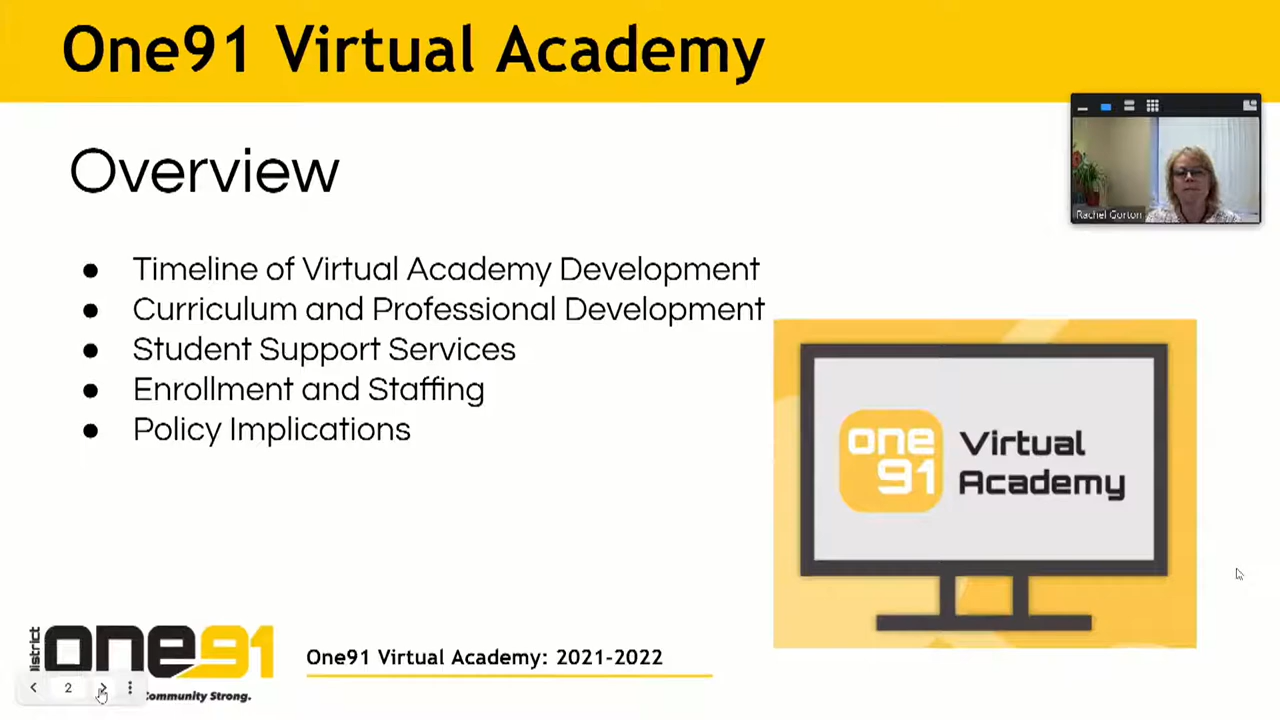 One91 Virtual Academy
Overview
Rachel Gorton
● Timeline of Virtual Academy Development
● Curriculum and Professional Development
● Student Support Services
● Enrollment and Staffing
● Policy Implications
one
91
Virtual
Academy
district
one91
Community Strong.
One91 Virtual Academy: 2021-2022
2